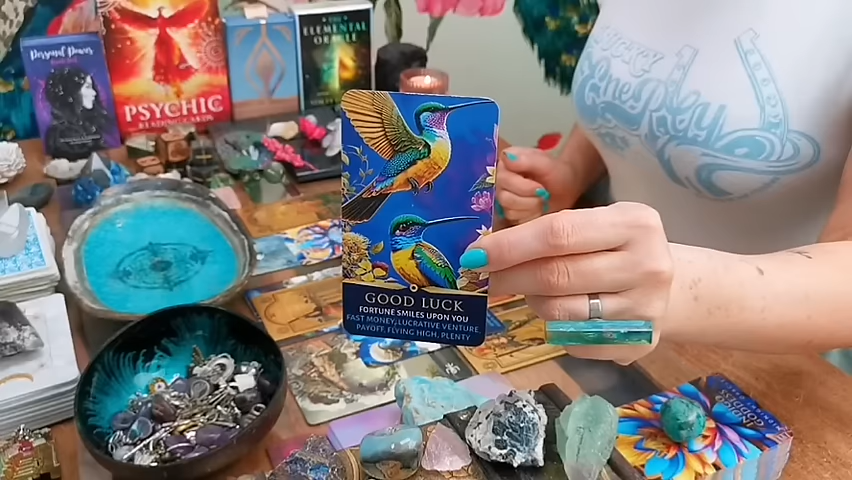 Personal Power
PSYCHIC
READING CARDS
THE
ELEMENTAL
ORACLE
LUCKY
CheRaley
GOOD LUCK
FORTUNE SMILES UPON YOU
FAST MONEY, LUCRATIVE VENTURE,
PAYOFF, FLYING HIGH, PLENTY